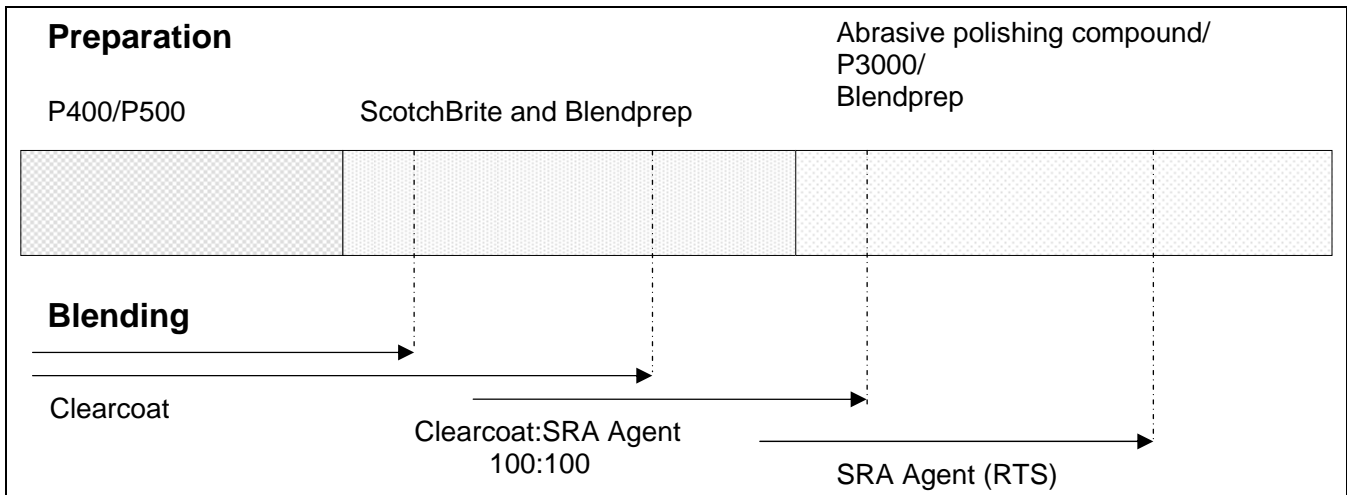 Preparation
Abrasive polishing compound/
P3000/
Blendprep
P400/P500
ScotchBrite and Blendprep
Blending
Clearcoat
Clearcoat:SRA Agent
100:100
SRA Agent (RTS)